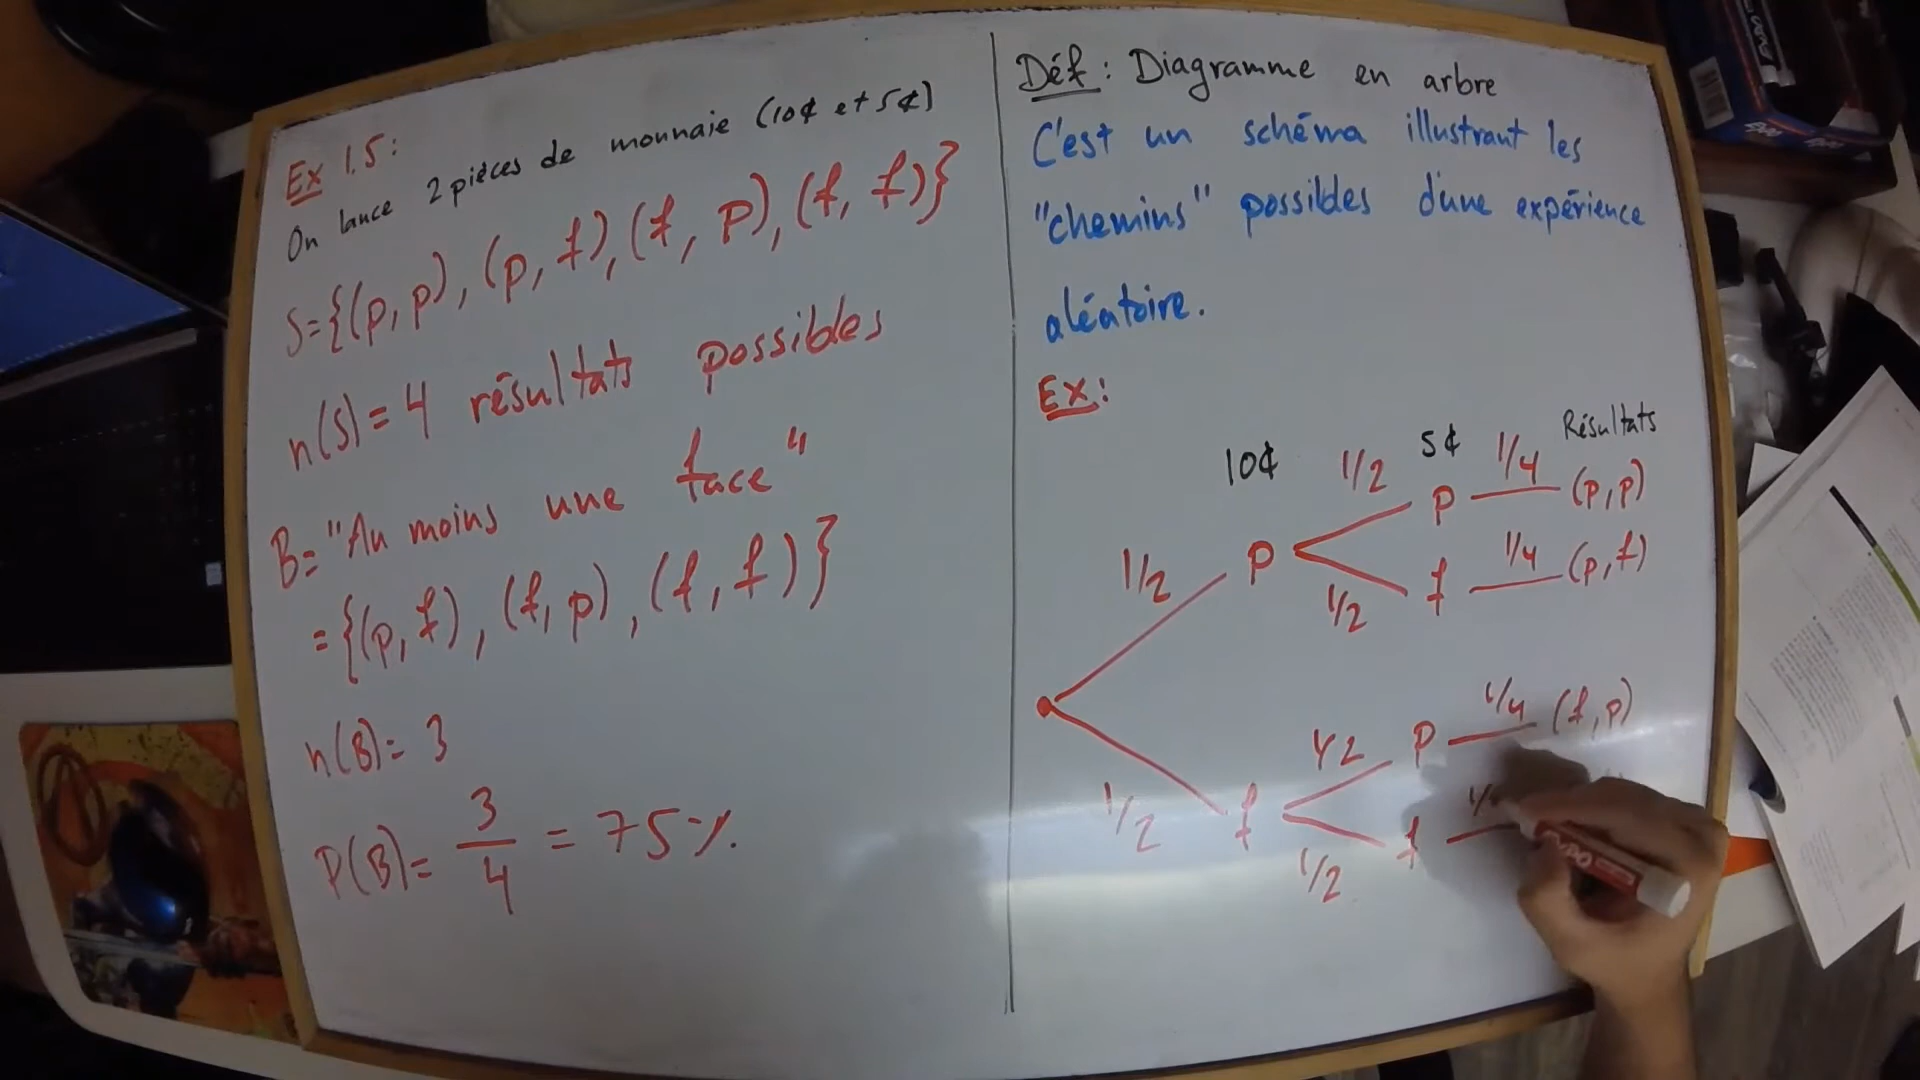 Ex 1.5:
On lance 2 pièces de monnaie (10¢ et 5¢)
S={(p,p), (p, f), (f, p), (f, f)}
n(S)=4 résultats possibles
B= "Au moins une face"
={(p, f), (f, p), (f, f)}
n(B)= 3
P(B)= 3/4 = 75%.
Déf: Diagramme en arbre
C'est un schéma illustrant les
"chemins" possibles d'une expérience
aléatoire.
Ex:
10¢ 5¢ Résultats
1/2 1/4
p (p,p)
1/2 p 1/4
1/2 f (p,f)
1/4
1/2 p (f,p)
1/2 f
1/2 f
EXPO